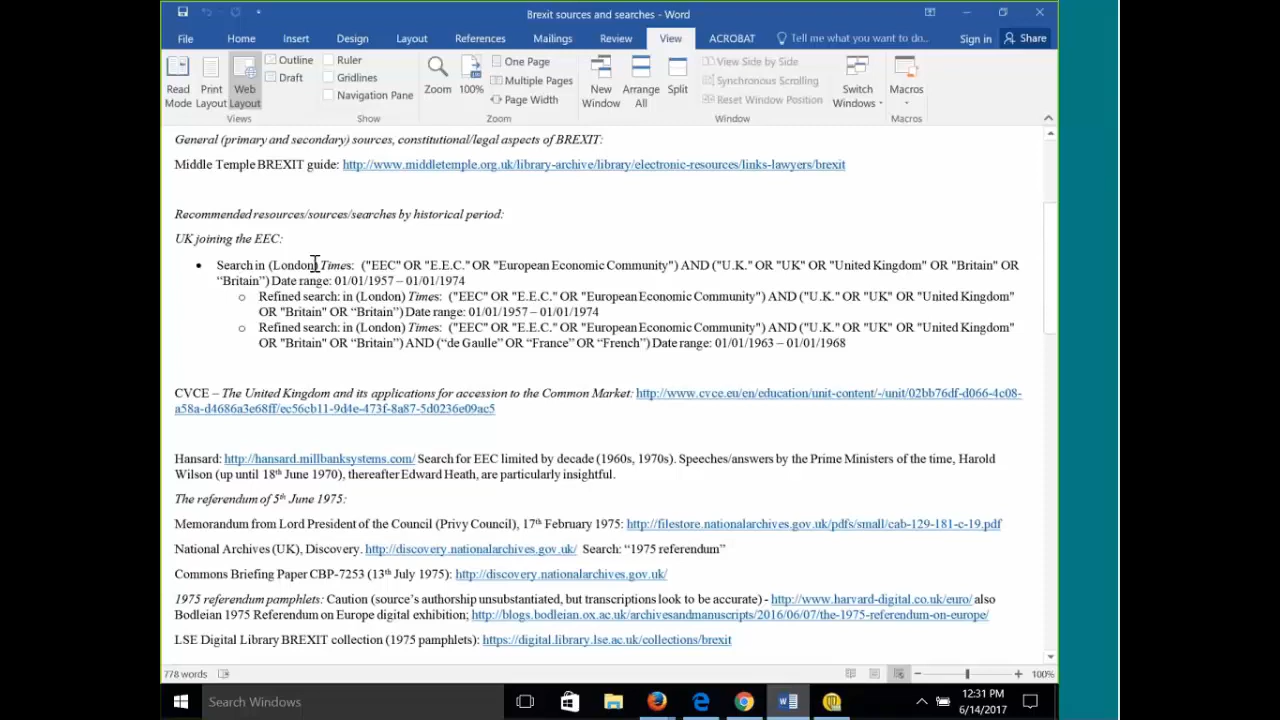 Brexit sources and searches - Word
File Home Insert Design Layout References Mailings Review View ACROBAT Tell me what you want to do... Sign in Share
Read Mode
Print Layout
Web Layout
Outline
Draft
Views
Ruler
Gridlines
Navigation Pane
Show
Zoom
100%
One Page
Multiple Pages
Page Width
Zoom
New Window
Arrange All
Split
View Side by Side
Synchronous Scrolling
Reset Window Position
Window
Switch Windows
Macros
Macros
General (primary and secondary) sources, constitutional/legal aspects of BREXIT:
Middle Temple BREXIT guide: http://www.middletemple.org.uk/library-archive/library/electronic-resources/links-lawyers/brexit
Recommended resources/sources/searches by historical period:
UK joining the EEC:
• Search in (London) Times: ("EEC" OR "E.E.C." OR "European Economic Community") AND ("U.K." OR "UK" OR "United Kingdom" OR "Britain" OR
“Britain”) Date range: 01/01/1957 – 01/01/1974
o Refined search: in (London) Times: ("EEC" OR "E.E.C." OR "European Economic Community") AND ("U.K." OR "UK" OR "United Kingdom"
OR "Britain" OR “Britain”) Date range: 01/01/1957 – 01/01/1974
o Refined search: in (London) Times: ("EEC" OR "E.E.C." OR "European Economic Community") AND ("U.K." OR "UK" OR "United Kingdom"
OR "Britain" OR “Britain”) AND (“de Gaulle” OR “France” OR “French”) Date range: 01/01/1963 – 01/01/1968
CVCE – The United Kingdom and its applications for accession to the Common Market: http://www.cvce.eu/en/education/unit-content/-/unit/02bb76df-d066-4c08-
a58a-d4686a3e68ff/ec56cb11-9d4e-473f-8a87-5d0236e09ac5
Hansard: http://hansard.millbanksystems.com/ Search for EEC limited by decade (1960s, 1970s). Speeches/answers by the Prime Ministers of the time, Harold
Wilson (up until 18th June 1970), thereafter Edward Heath, are particularly insightful.
The referendum of 5th June 1975:
Memorandum from Lord President of the Council (Privy Council), 17th February 1975: http://filestore.nationalarchives.gov.uk/pdfs/small/cab-129-181-c-19.pdf
National Archives (UK), Discovery. http://discovery.nationalarchives.gov.uk/ Search: “1975 referendum”
Commons Briefing Paper CBP-7253 (13th July 1975): http://discovery.nationalarchives.gov.uk/
1975 referendum pamphlets: Caution (source’s authorship unsubstantiated, but transcriptions look to be accurate) - http://www.harvard-digital.co.uk/euro/ also
Bodleian 1975 Referendum on Europe digital exhibition; http://blogs.bodleian.ox.ac.uk/archivesandmanuscripts/2016/06/07/the-1975-referendum-on-europe/
LSE Digital Library BREXIT collection (1975 pamphlets): https://digital.library.lse.ac.uk/collections/brexit
778 words
100%
Search Windows
12:31 PM
6/14/2017